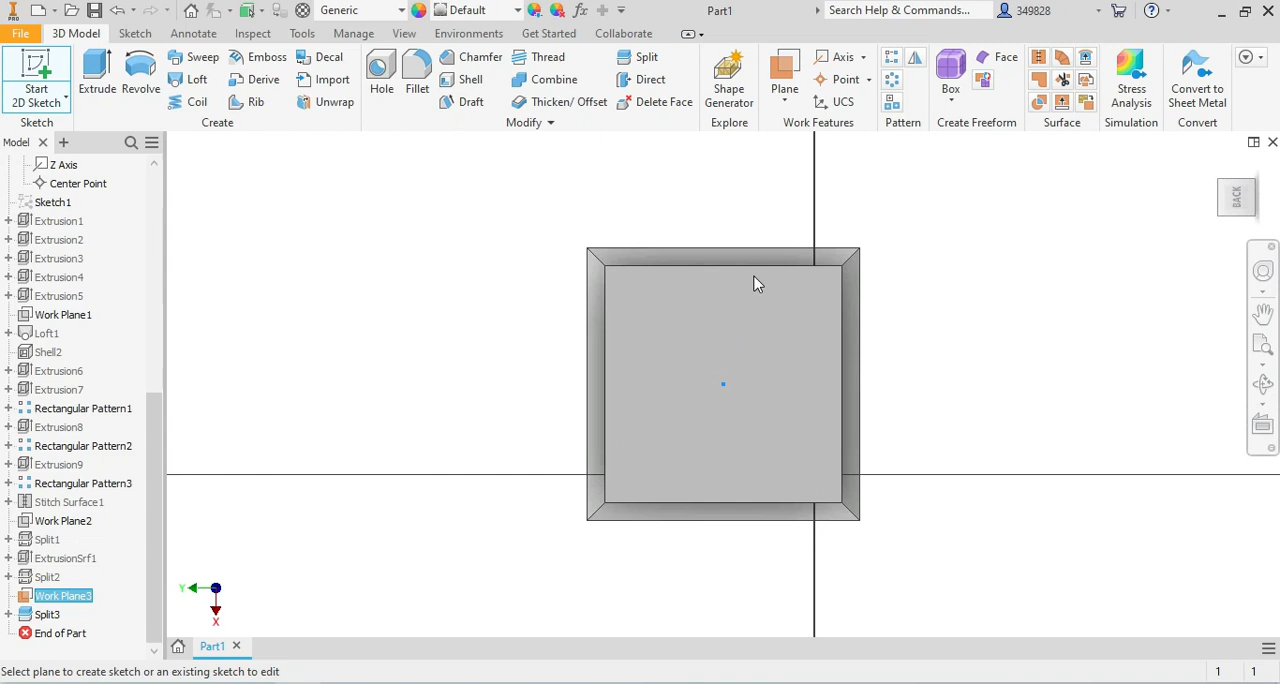 PRO
Generic
Default
Part1
Search Help & Commands...
349828
File
3D Model
Sketch
Annotate
Inspect
Tools
Manage
View
Environments
Get Started
Collaborate
Start
2D Sketch
Sketch
Extrude
Revolve
Sweep
Loft
Coil
Emboss
Derive
Rib
Decal
Import
Unwrap
Create
Hole
Fillet
Chamfer
Shell
Draft
Thread
Combine
Thicken/ Offset
Split
Direct
Delete Face
Modify
Shape
Generator
Explore
Plane
Axis
Point
UCS
Work Features
Pattern
Box
Face
Create Freeform
Surface
Stress
Analysis
Simulation
Convert to
Sheet Metal
Convert
Model
Z Axis
Center Point
Sketch1
Extrusion1
Extrusion2
Extrusion3
Extrusion4
Extrusion5
Work Plane1
Loft1
Shell2
Extrusion6
Extrusion7
Rectangular Pattern1
Extrusion8
Rectangular Pattern2
Extrusion9
Rectangular Pattern3
Stitch Surface1
Work Plane2
Split1
ExtrusionSrf1
Split2
Work Plane3
Split3
End of Part
BACK
Y
X
Part1
Select plane to create sketch or an existing sketch to edit
1 1